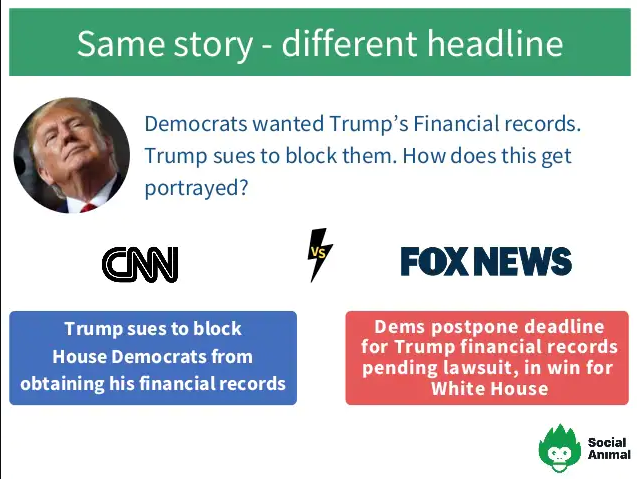 Same story - different headline
Democrats wanted Trump's Financial records.
Trump sues to block them. How does this get
portrayed?
CNN
VS
FOX NEWS
Trump sues to block
House Democrats from
obtaining his financial records
Dems postpone deadline
for Trump financial records
pending lawsuit, in win for
White House
Social
Animal